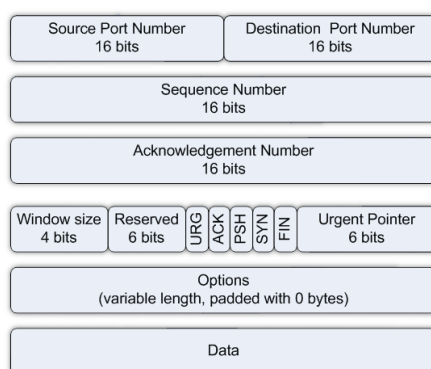 Source Port Number
16 bits
Destination Port Number
16 bits
Sequence Number
16 bits
Acknowledgement Number
16 bits
Window size
4 bits
Reserved
6 bits
URG
ACK
PSH
SYN
FIN
Urgent Pointer
6 bits
Options
(variable length, padded with 0 bytes)
Data